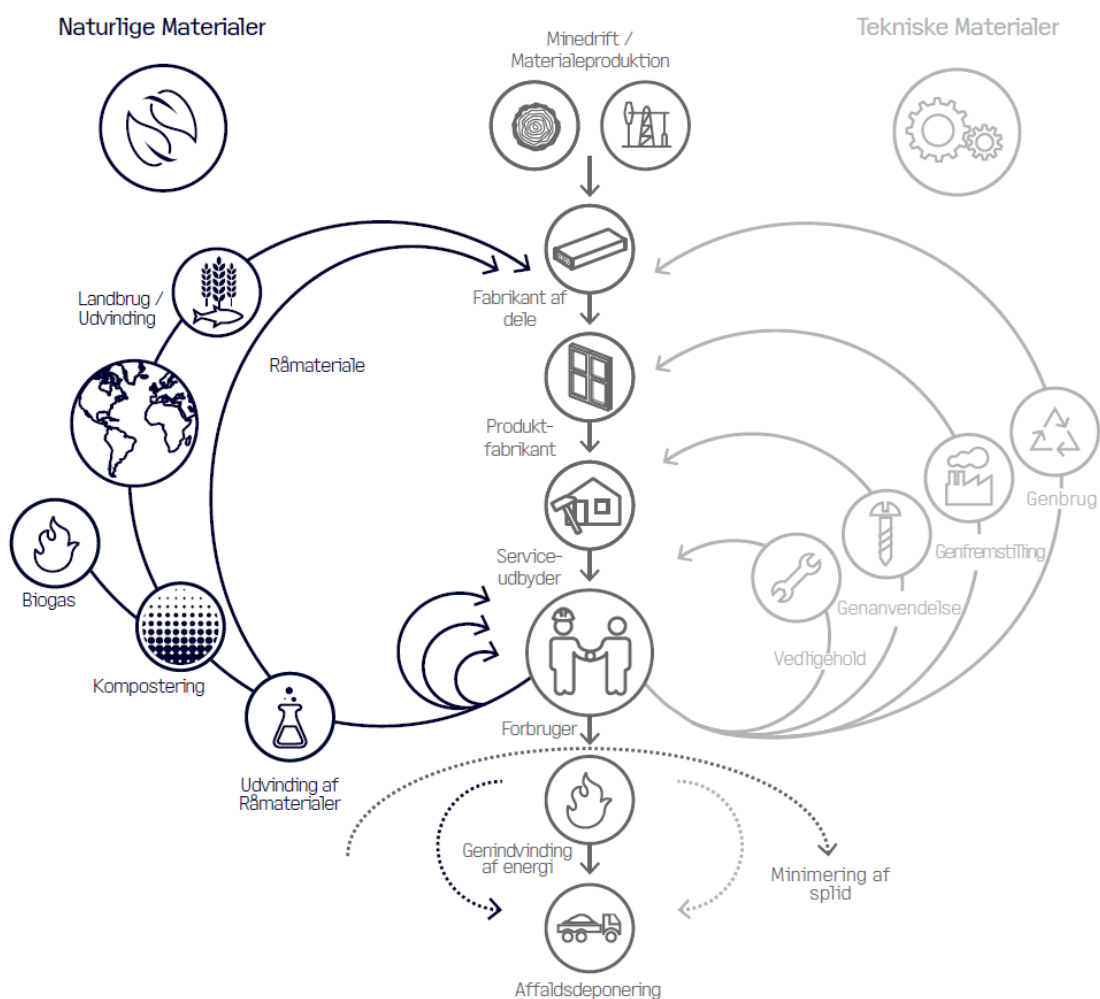 Naturlige Materialer
Minedrift /
Materialeproduktion
Tekniske Materialer
Landbrug /
Udvinding
Fabrikant af
dele
Råmateriale
Produkt-
fabrikant
Genbrug
Service-
udbyder
Genfremstilling
Biogas
Genanvendelse
Vedligehold
Kompostering
Forbruger
Udvinding af
Råmaterialer
Genindvinding
af energi
Minimering af
splid
Affaldsdeponering